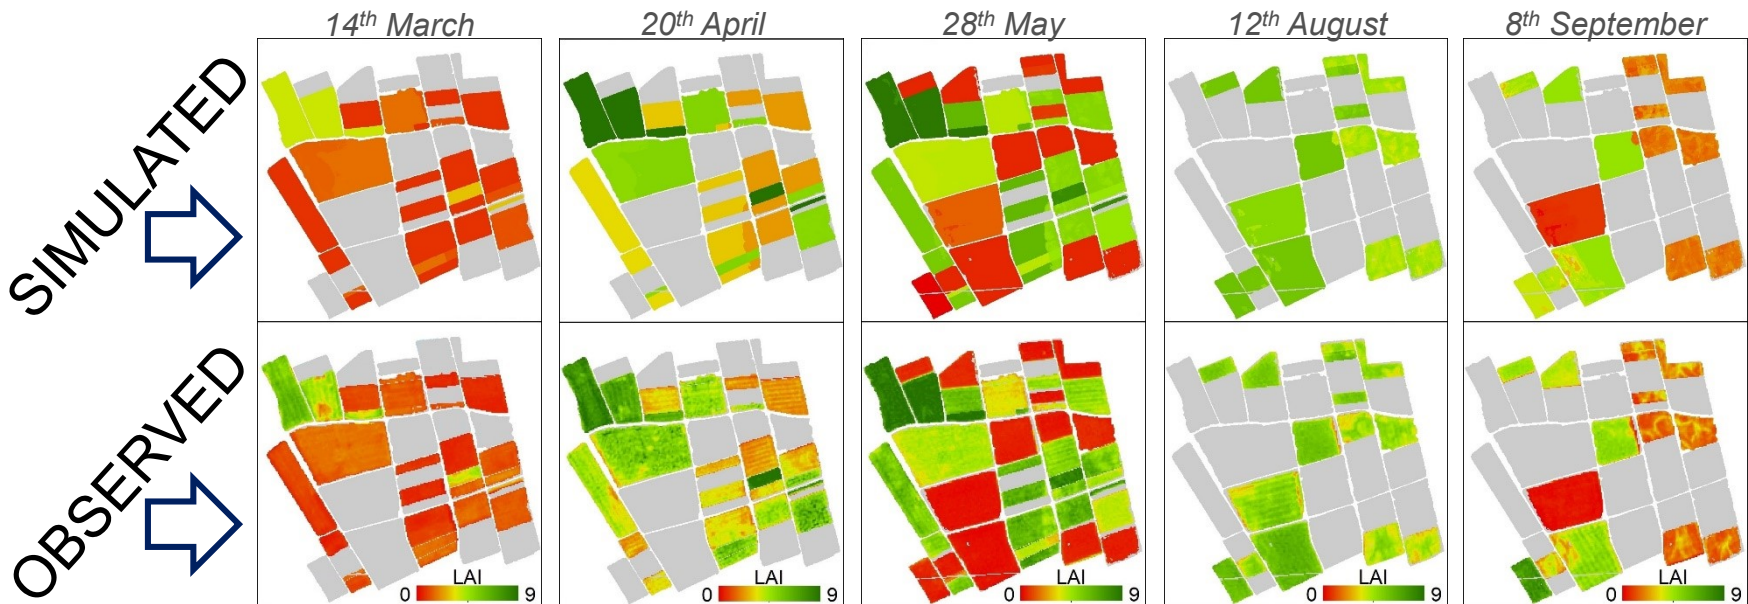 14th March
20th April
28th May
12th August
8th September
SIMULATED
OBSERVED
LAI
0 9
LAI
0 9
LAI
0 9
LAI
0 9
LAI
0 9